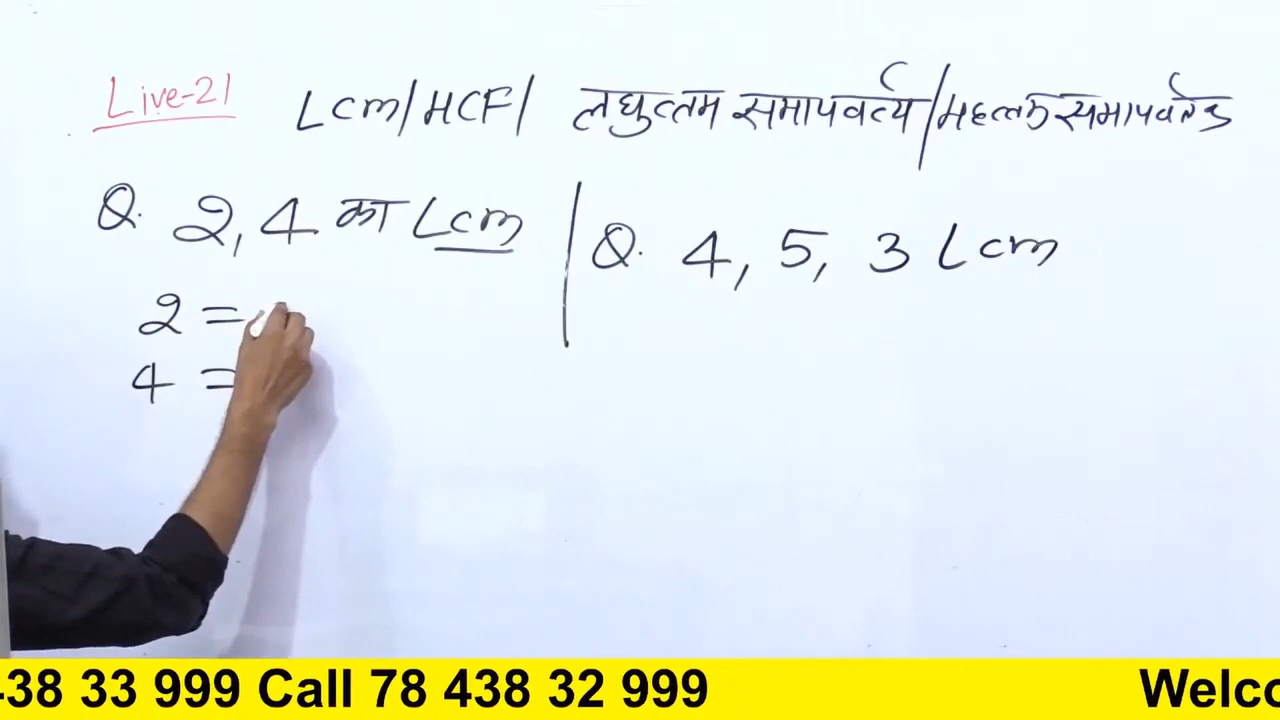 Live-21 Lcm/HCF/ लघुत्तम समापवर्त्य/महत्तम समापवर्तक
Q. 2, 4 का Lcm
Q. 4, 5, 3 Lcm
2 =
4 =
438 33 999 Call 78 438 32 999 Welco